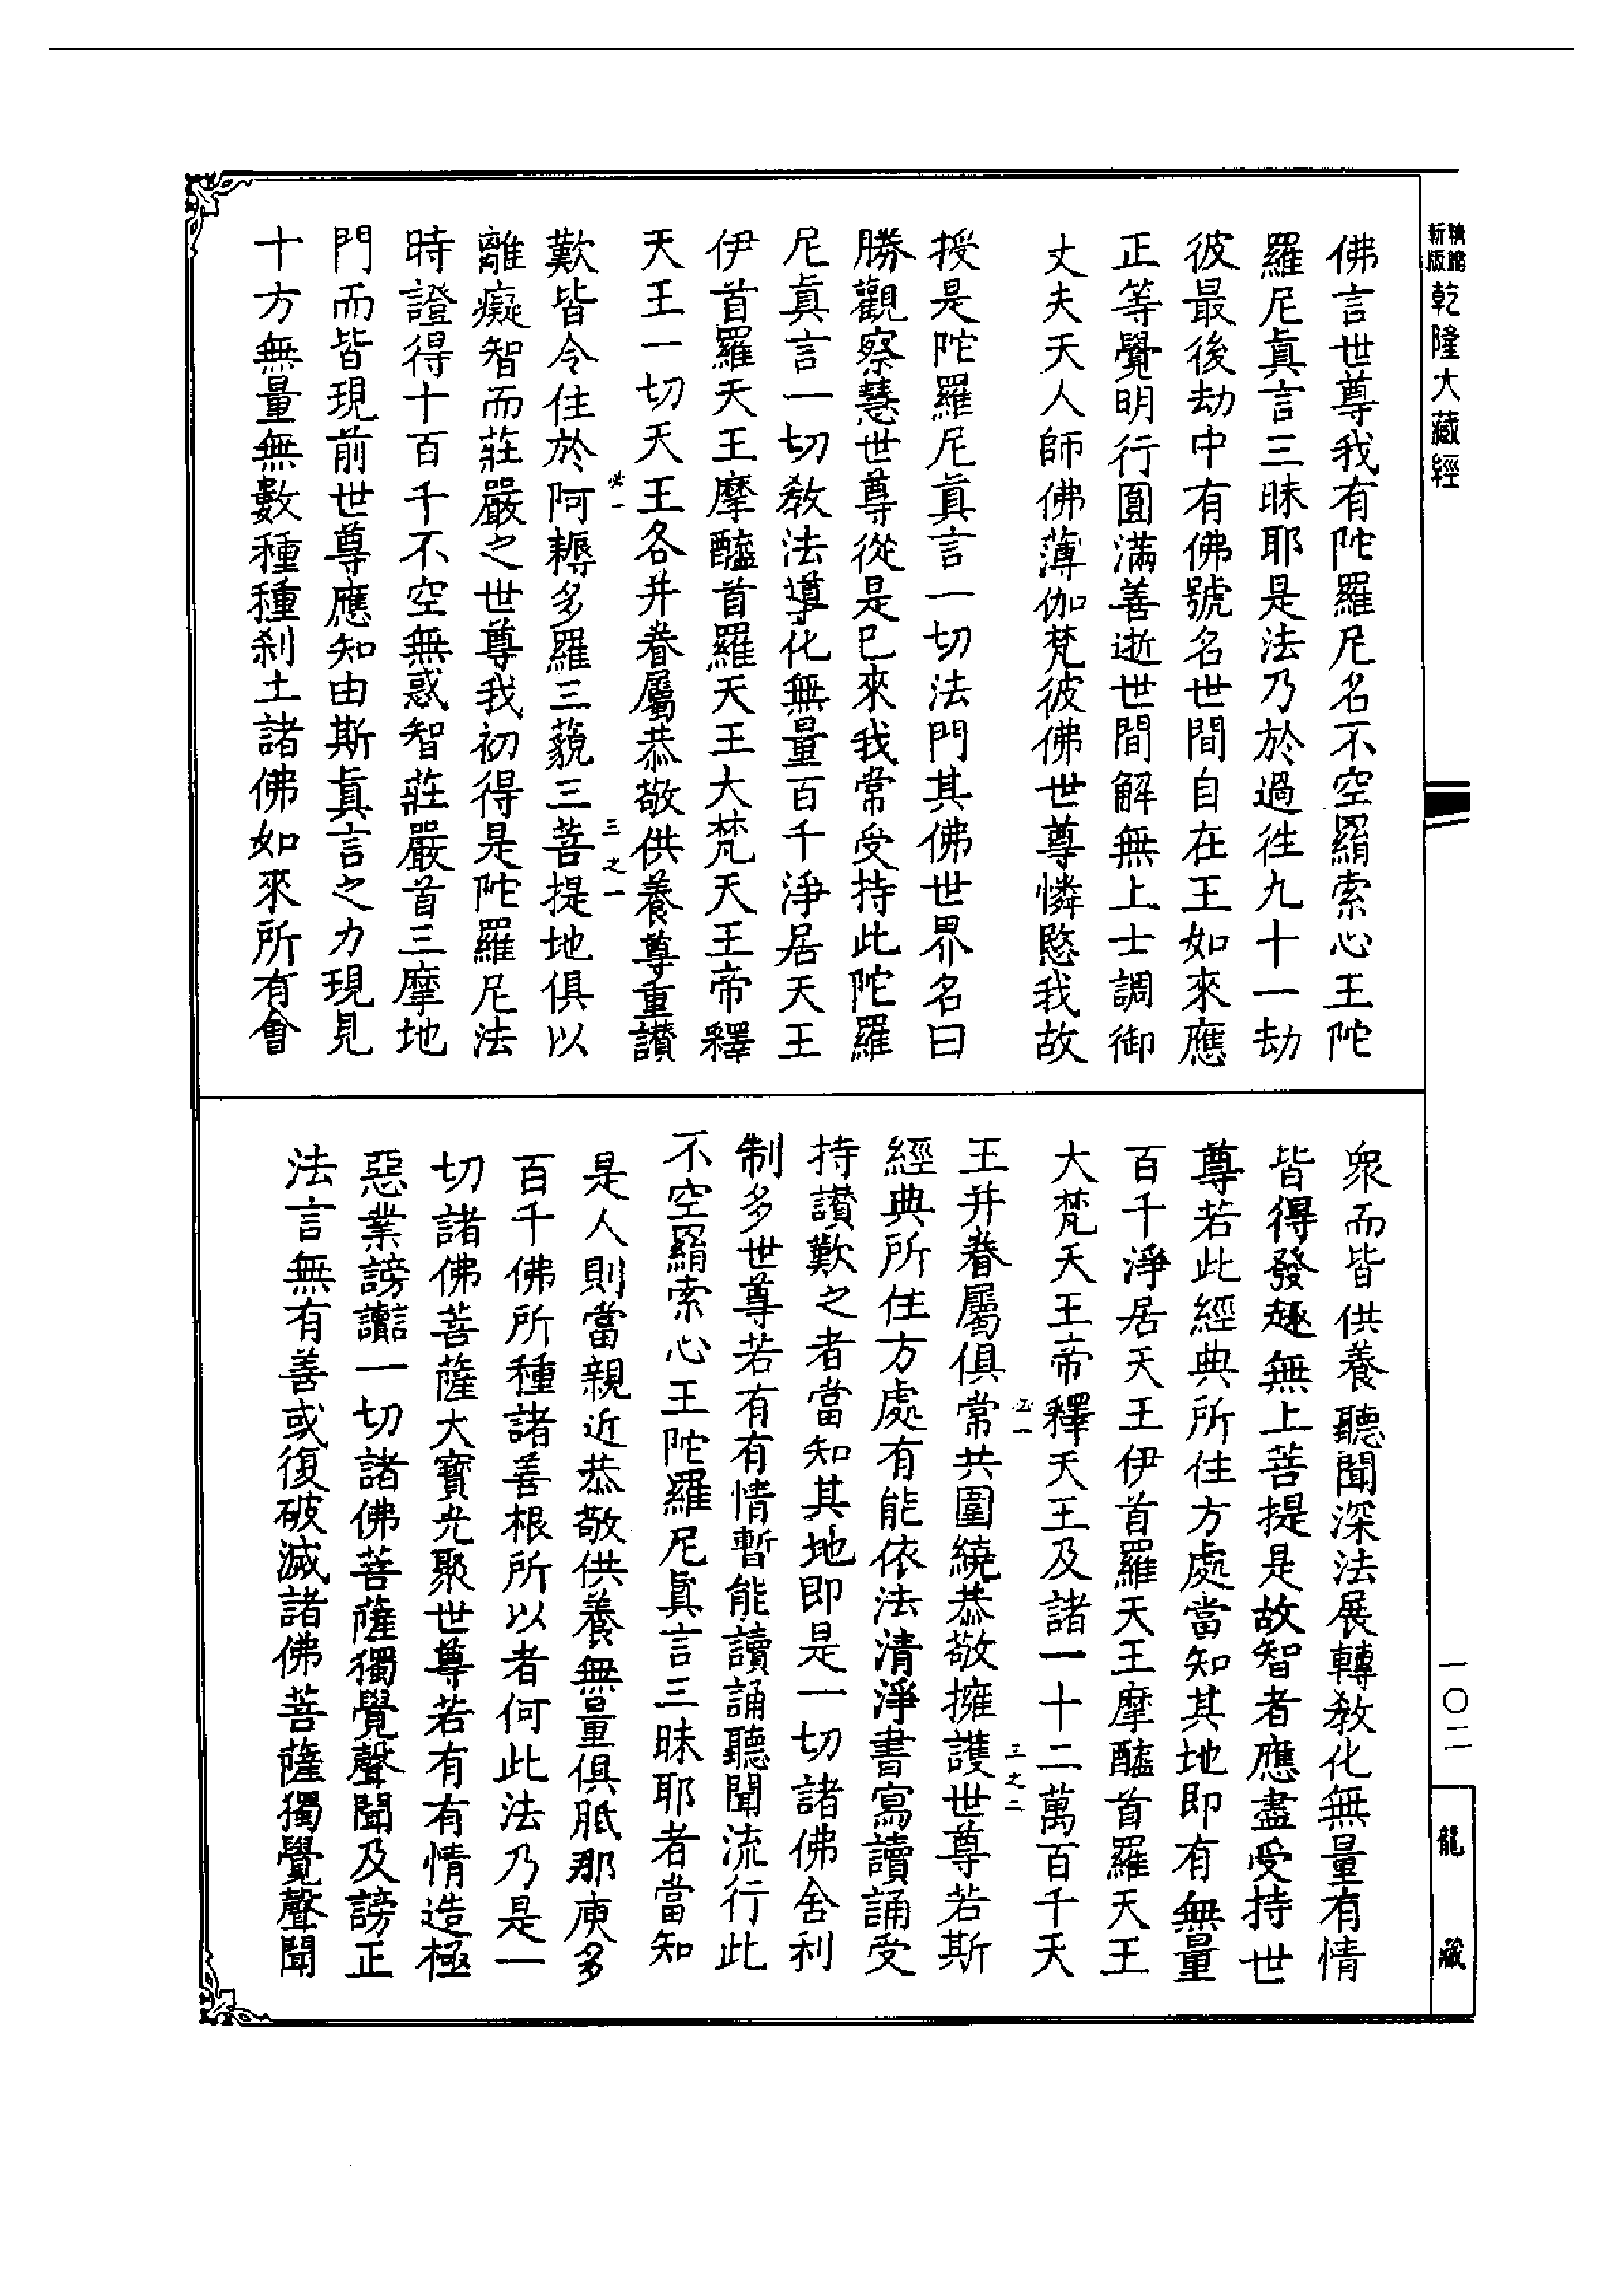 新版
精縮
乾隆大藏經
佛言世尊我有陀羅尼名不空羂索心王陀
羅尼眞言三昧耶是法乃於過徃九十一劫
彼最後劫中有佛號名世間自在王如來應
正等覺明行圓滿善逝世間解無上士調御
丈夫天人師佛薄伽梵彼佛世尊憐愍我故
授是陀羅尼眞言一切法門其佛世界名曰
勝觀察慧世尊從是已來我常受持此陀羅
尼眞言一切教法導化無量百千淨居天王
伊首羅天王摩醯首羅天王大梵天王帝釋
天王一切天王各并眷屬恭敬供養尊重讃
必一
三之一
歎皆令住於阿耨多羅三藐三菩提地俱以
離癡智而莊嚴之世尊我初得是陀羅尼法
時證得十百千不空無惑智莊嚴首三摩地
門而皆現前世尊應知由斯眞言之力現見
十方無量無數種種刹土諸佛如來所有會
衆而皆供養聽聞深法展轉教化無量有情
皆得發趣無上菩提是故智者應盡受持世
尊若此經典所住方處當知其地即有無量
百千淨居天王伊首羅天王摩醯首羅天王
大梵天王帝釋天王及諸一十二萬百千天
必一
三之二
王并眷屬俱常共圍繞恭敬擁護世尊若斯
經典所住方處有能依法清淨書寫讀誦受
持讃歎之者當知其地即是一切諸佛舍利
制多世尊若有有情暫能讀誦聽聞流行此
不空羂索心王陀羅尼眞言三昧耶者當知
是人則當親近恭敬供養無量俱胝那庾多
百千佛所種諸善根所以者何此法乃是一
切諸佛菩薩大寳光聚世尊若有有情造極
惡業謗讟一切諸佛菩薩獨覺聲聞及謗正
法言無有善或復破滅諸佛菩薩獨覺聲聞
一〇二
龍藏